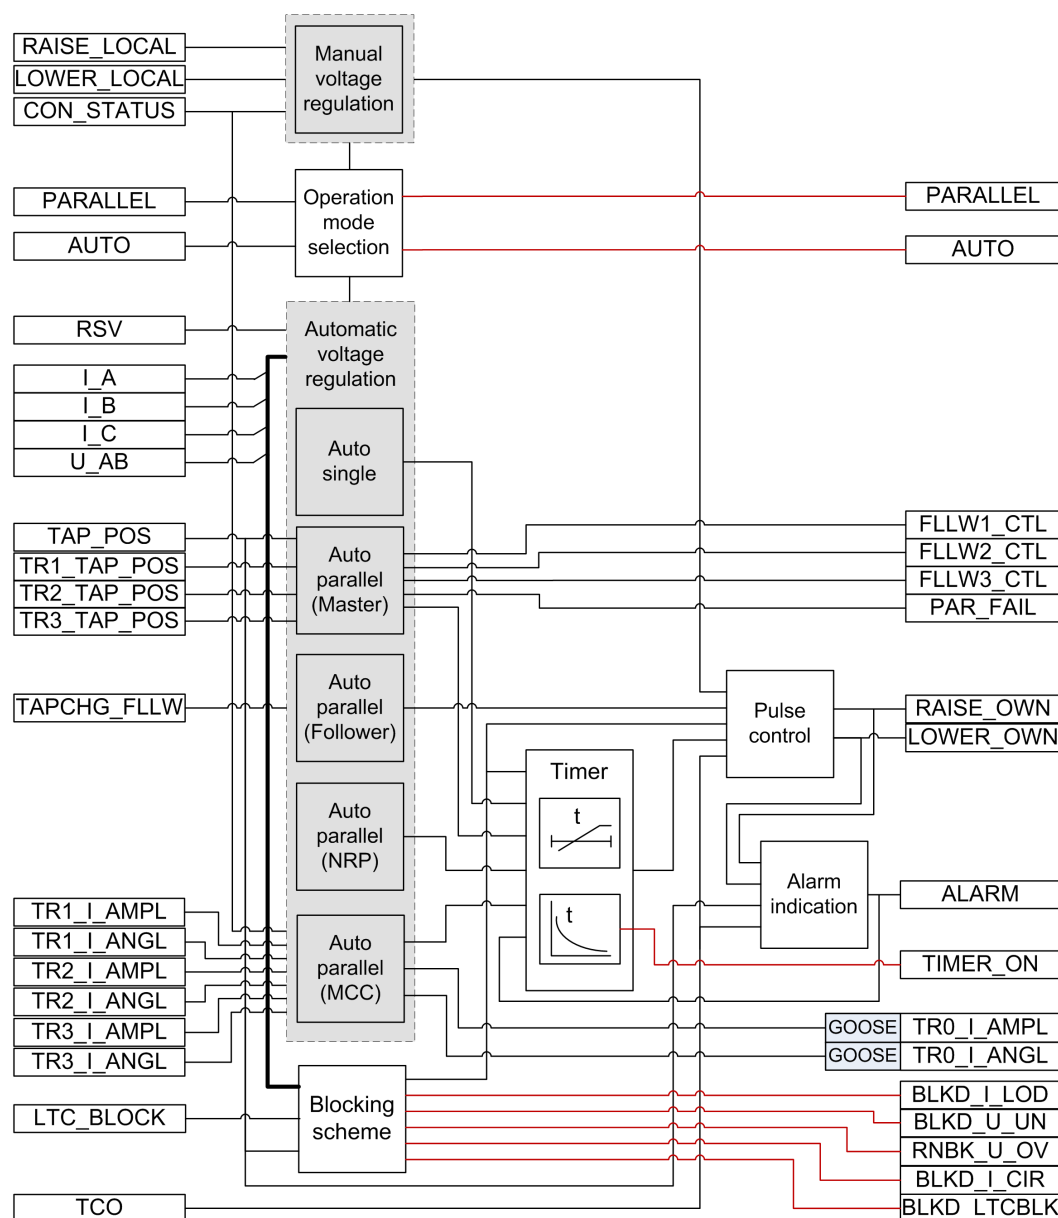 RAISE_LOCAL
LOWER_LOCAL
CON_STATUS
Manual
voltage
regulation
PARALLEL
AUTO
Operation
mode
selection
PARALLEL
AUTO
RSV
I_A
I_B
I_C
U_AB
Automatic
voltage
regulation
Auto
single
TAP_POS
TR1_TAP_POS
TR2_TAP_POS
TR3_TAP_POS
Auto
parallel
(Master)
FLLW1_CTL
FLLW2_CTL
FLLW3_CTL
PAR_FAIL
TAPCHG_FLLW
Auto
parallel
(Follower)
Pulse
control
RAISE_OWN
LOWER_OWN
Timer
t
t
Auto
parallel
(NRP)
Alarm
indication
ALARM
TIMER_ON
TR1_I_AMPL
TR1_I_ANGL
TR2_I_AMPL
TR2_I_ANGL
TR3_I_AMPL
TR3_I_ANGL
Auto
parallel
(MCC)
GOOSE TR0_I_AMPL
GOOSE TR0_I_ANGL
LTC_BLOCK
Blocking
scheme
BLKD_I_LOD
BLKD_U_UN
RNBK_U_OV
BLKD_I_CIR
BLKD_LTCBLK
TCO